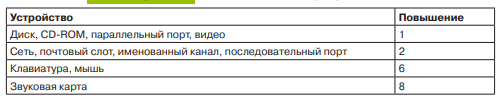 Устройство Повышение
Диск, CD-ROM, параллельный порт, видео 1
Сеть, почтовый слот, именованный канал, последовательный порт 2
Клавиатура, мышь 6
Звуковая карта 8